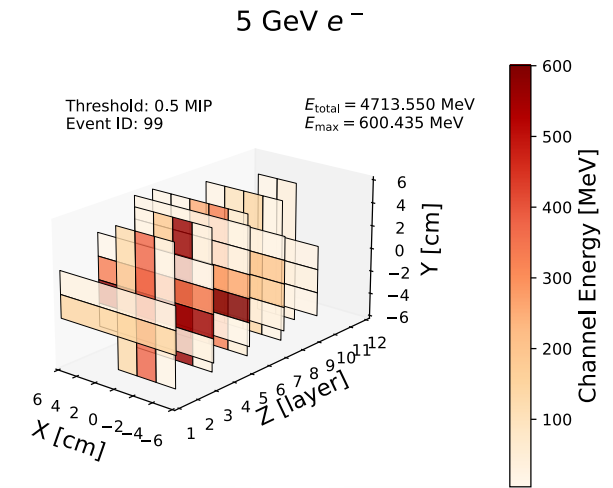 5 GeV e⁻
Threshold: 0.5 MIP
Event ID: 99
E_total = 4713.550 MeV
E_max = 600.435 MeV
600
500
400
300
200
100
Channel Energy [MeV]
6
4
2
0
−2
−4
−6
Y [cm]
6 4 2 0 −2 −4 −6
X [cm]
1 2 3 4 5 6 7 8 9 10 11 12
Z [layer]